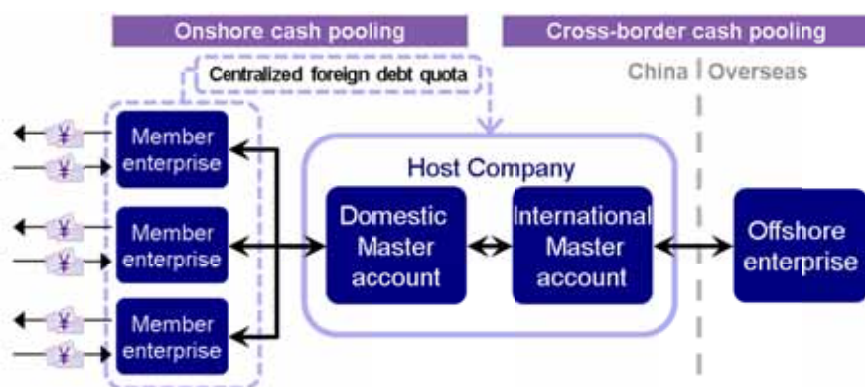 Onshore cash pooling
Cross-border cash pooling
Centralized foreign debt quota
China
Overseas
¥
Member
enterprise
¥
¥
Member
enterprise
¥
¥
Member
enterprise
¥
Host Company
Domestic
Master
account
International
Master
account
Offshore
enterprise